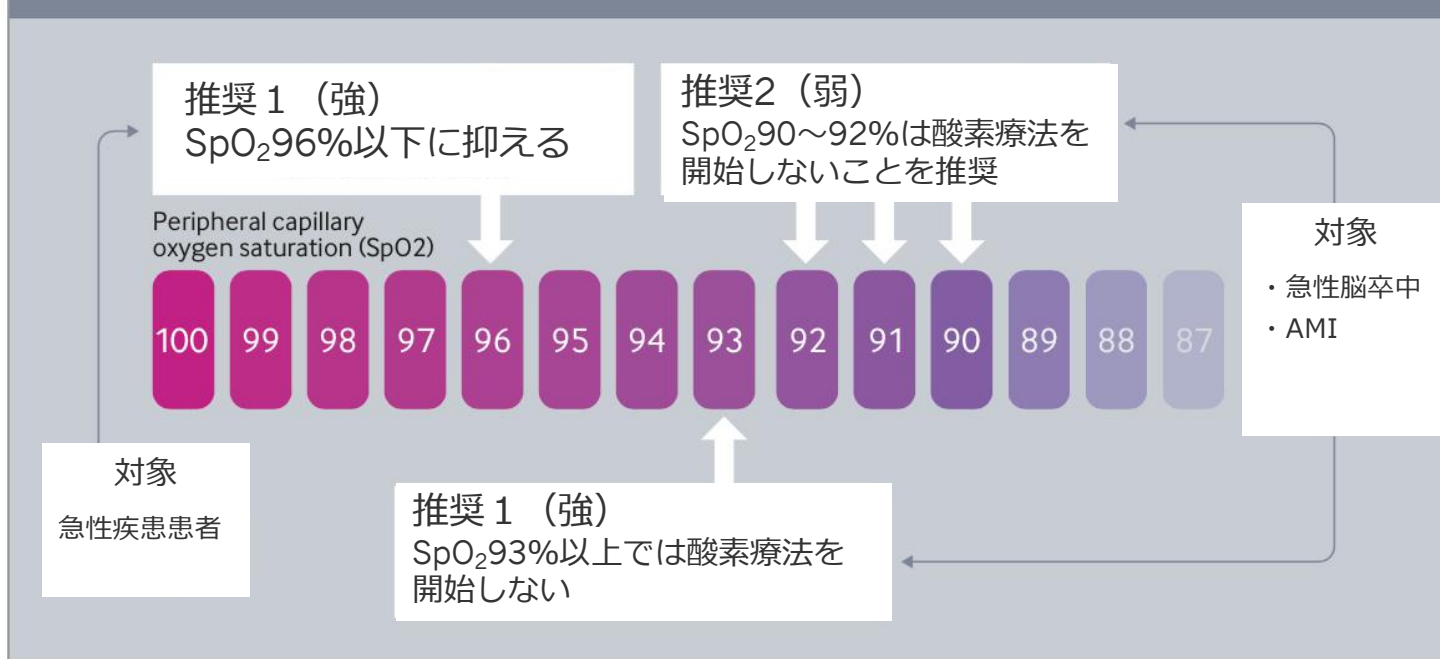 推奨１（強）
SpO₂96%以下に抑える
推奨2（弱）
SpO₂90～92%は酸素療法を
開始しないことを推奨
Peripheral capillary
oxygen saturation (SpO2)
100 99 98 97 96 95 94 93 92 91 90 89 88 87
対象
・急性脳卒中
・AMI
対象
急性疾患患者
推奨１（強）
SpO₂93%以上では酸素療法を
開始しない